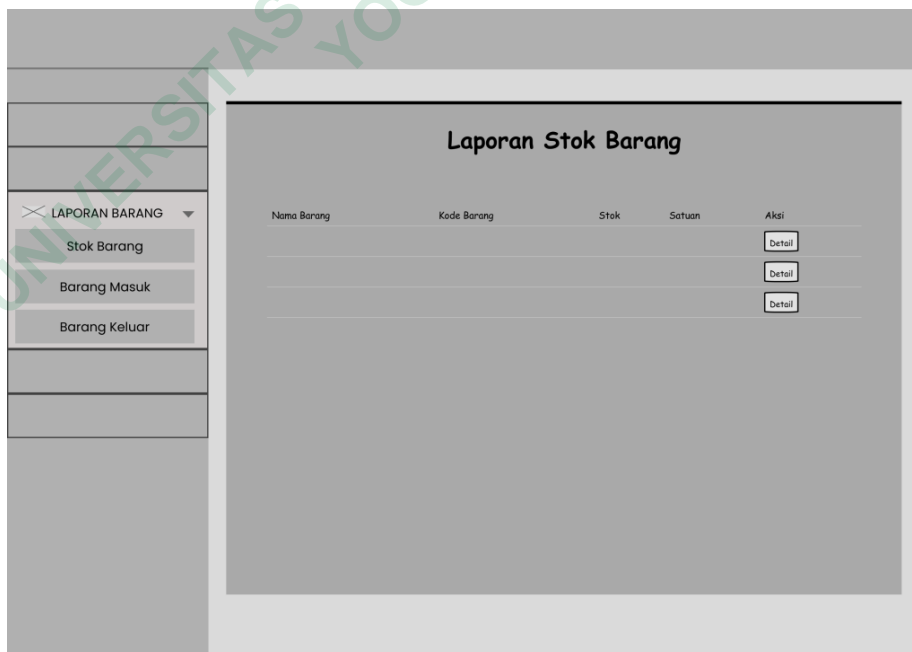 UNIVERSITAS
YOG
LAPORAN BARANG
Stok Barang
Barang Masuk
Barang Keluar
Laporan Stok Barang
Nama Barang Kode Barang Stok Satuan Aksi
Detail
Detail
Detail